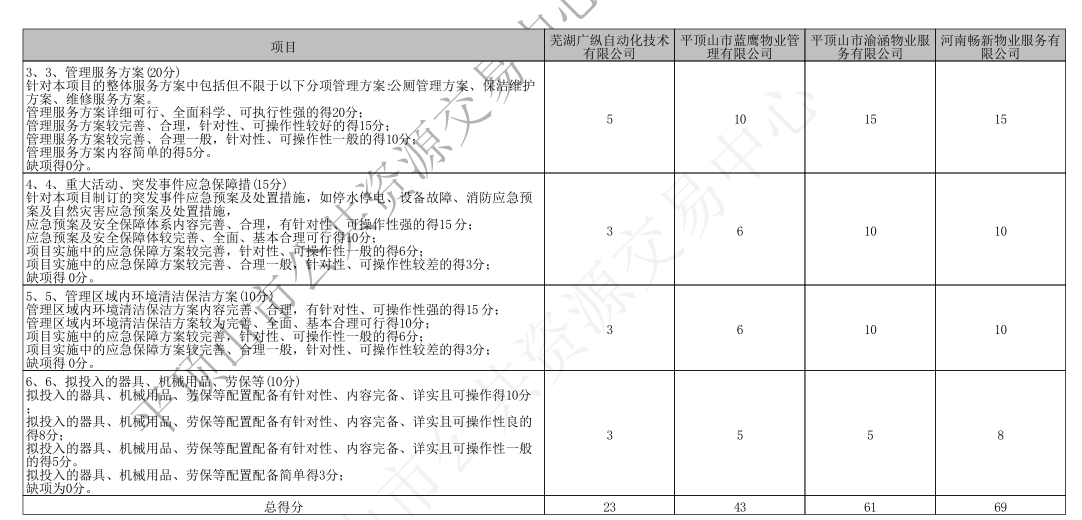 项目
芜湖广纵自动化技术
有限公司
平顶山市蓝鹰物业管
理有限公司
平顶山市渝涵物业服
务有限公司
河南畅新物业服务有
限公司
3、3、管理服务方案(20分)
针对本项目的整体服务方案中包括但不限于以下分项管理方案:公厕管理方案、保洁维护
方案、维修服务方案。
管理服务方案详细可行、全面科学、可执行性强的得20分;
管理服务方案较完善、合理，针对性、可操作性较好的得15分;
管理服务方案较完善、合理一般，针对性、可操作性一般的得10分;
管理服务方案内容简单的得5分。
缺项得0分。
5
10
15
15
4、4、重大活动、突发事件应急保障措(15分)
针对本项目制订的突发事件应急预案及处置措施，如停水停电、设备故障、消防应急预
案及自然灾害应急预案及处置措施，
应急预案及安全保障体系内容完善、合理，有针对性、可操作性强的得15 分;
应急预案及安全保障体较完善、全面、基本合理可行得10分;
项目实施中的应急保障方案较完善，针对性、可操作性一般的得6分;
项目实施中的应急保障方案较完善、合理一般，针对性、可操作性较差的得3分;
缺项得 0分。
3
6
10
10
5、5、管理区域内环境清洁保洁方案(10分)
管理区域内环境清洁保洁方案内容完善、合理，有针对性、可操作性强的得15 分;
管理区域内环境清洁保洁方案较为完善、全面、基本合理可行得10分;
项目实施中的应急保障方案较完善，针对性、可操作性一般的得6分;
项目实施中的应急保障方案较完善、合理一般，针对性、可操作性较差的得3分;
缺项得 0分。
3
6
10
10
6、6、拟投入的器具、机械用品、劳保等(10分)
拟投入的器具、机械用品、劳保等配置配备有针对性、内容完备、详实且可操作得10分
;
拟投入的器具、机械用品、劳保等配置配备有针对性、内容完备、详实且可操作性良的
得8分;
拟投入的器具、机械用品、劳保等配置配备有针对性、内容完备、详实且可操作性一般
的得5分。
拟投入的器具、机械用品、劳保等配置配备简单得3分;
缺项为0分。
3
5
5
8
总得分
23
43
61
69
平顶山市公共资源交易中心
山市公共资源交易中心